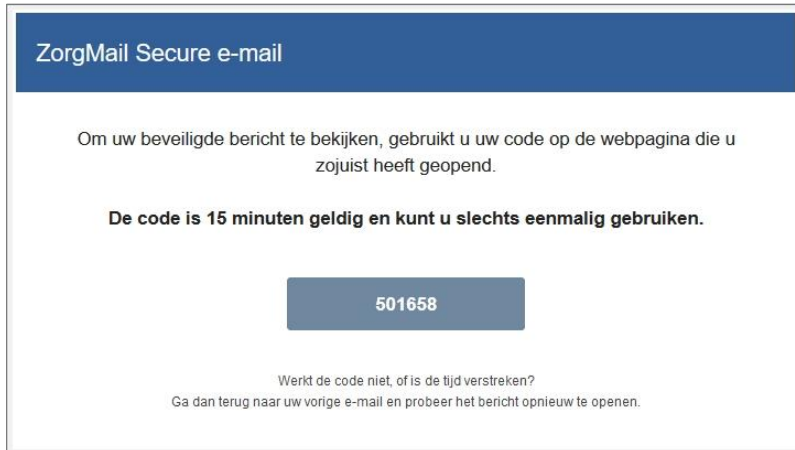 ZorgMail Secure e-mail
Om uw beveiligde bericht te bekijken, gebruikt u uw code op de webpagina die u
zojuist heeft geopend.
De code is 15 minuten geldig en kunt u slechts eenmalig gebruiken.
501658
Werkt de code niet, of is de tijd verstreken?
Ga dan terug naar uw vorige e-mail en probeer het bericht opnieuw te openen.